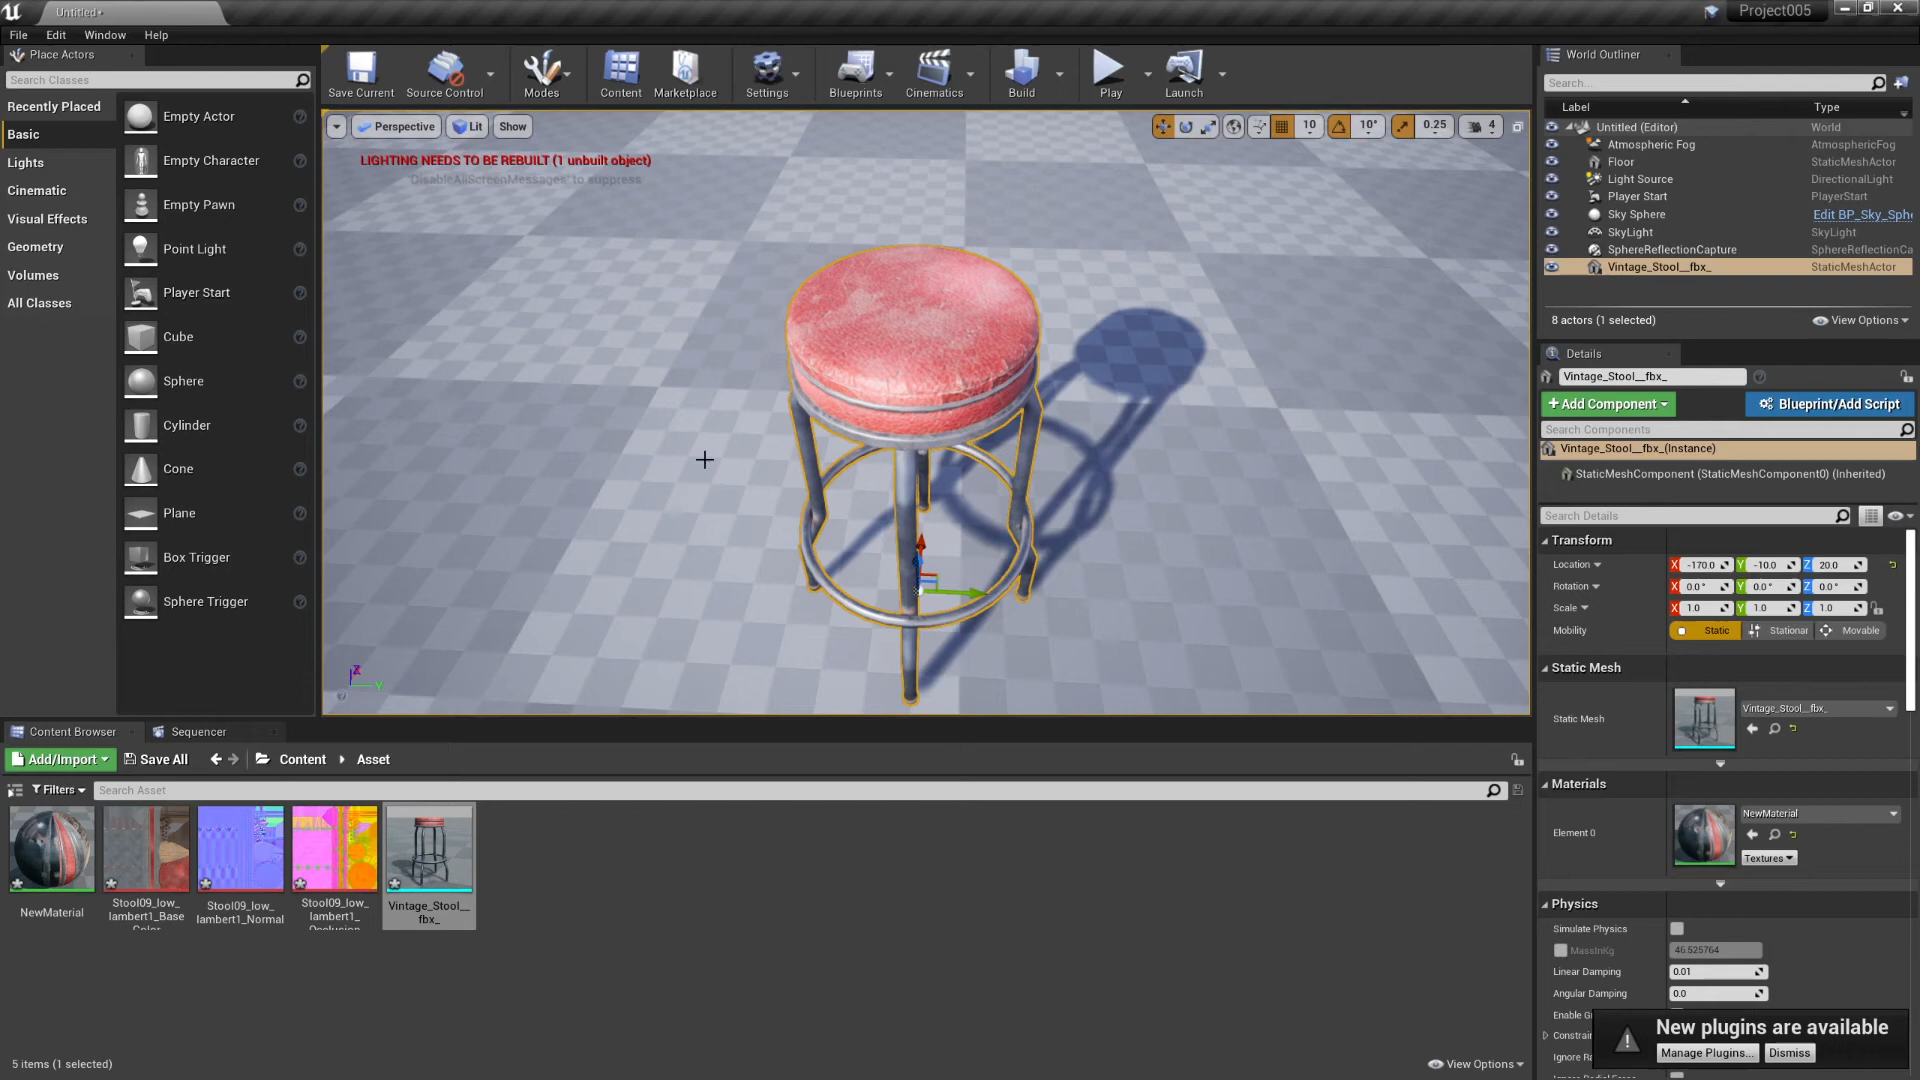 Untitled•
Project005
File Edit Window Help
Place Actors
Search Classes
Recently Placed
Basic
Lights
Cinematic
Visual Effects
Geometry
Volumes
All Classes
Empty Actor
Empty Character
Empty Pawn
Point Light
Player Start
Cube
Sphere
Cylinder
Cone
Plane
Box Trigger
Sphere Trigger
Save Current Source Control Modes Content Marketplace Settings Blueprints Cinematics Build Play Launch
Perspective Lit Show
10 10° 0.25 4
LIGHTING NEEDS TO BE REBUILT (1 unbuilt object)
'DisableAllScreenMessages' to suppress
Z
Y
World Outliner
Search...
Label Type
Untitled (Editor) World
Atmospheric Fog AtmosphericFog
Floor StaticMeshActor
Light Source DirectionalLight
Player Start PlayerStart
Sky Sphere Edit BP_Sky_Sphe
SkyLight SkyLight
SphereReflectionCapture SphereReflectionCa
Vintage_Stool__fbx_ StaticMeshActor
8 actors (1 selected) View Options
Details
Vintage_Stool__fbx_
+Add Component Blueprint/Add Script
Search Components
Vintage_Stool__fbx_(Instance)
StaticMeshComponent (StaticMeshComponent0) (Inherited)
Search Details
Transform
Location X -170.0 Y -10.0 Z 20.0
Rotation X 0.0° Y 0.0° Z 0.0°
Scale X 1.0 Y 1.0 Z 1.0
Mobility Static Stationar Movable
Static Mesh
Static Mesh Vintage_Stool__fbx_
Materials
Element 0 NewMaterial
Textures
Physics
Simulate Physics
MassInKg 46.525764
Linear Damping 0.01
Angular Damping 0.0
Enable Gr
Constrain
Ignore Ra
New plugins are available
Manage Plugins... Dismiss
Content Browser Sequencer
Add/Import Save All Content Asset
Filters Search Asset
NewMaterial
Stool09_low_
lambert1_Base
Color
Stool09_low_
lambert1_Normal
Stool09_low_
lambert1_
Occlusion
Vintage_Stool__
fbx_
5 items (1 selected) View Options